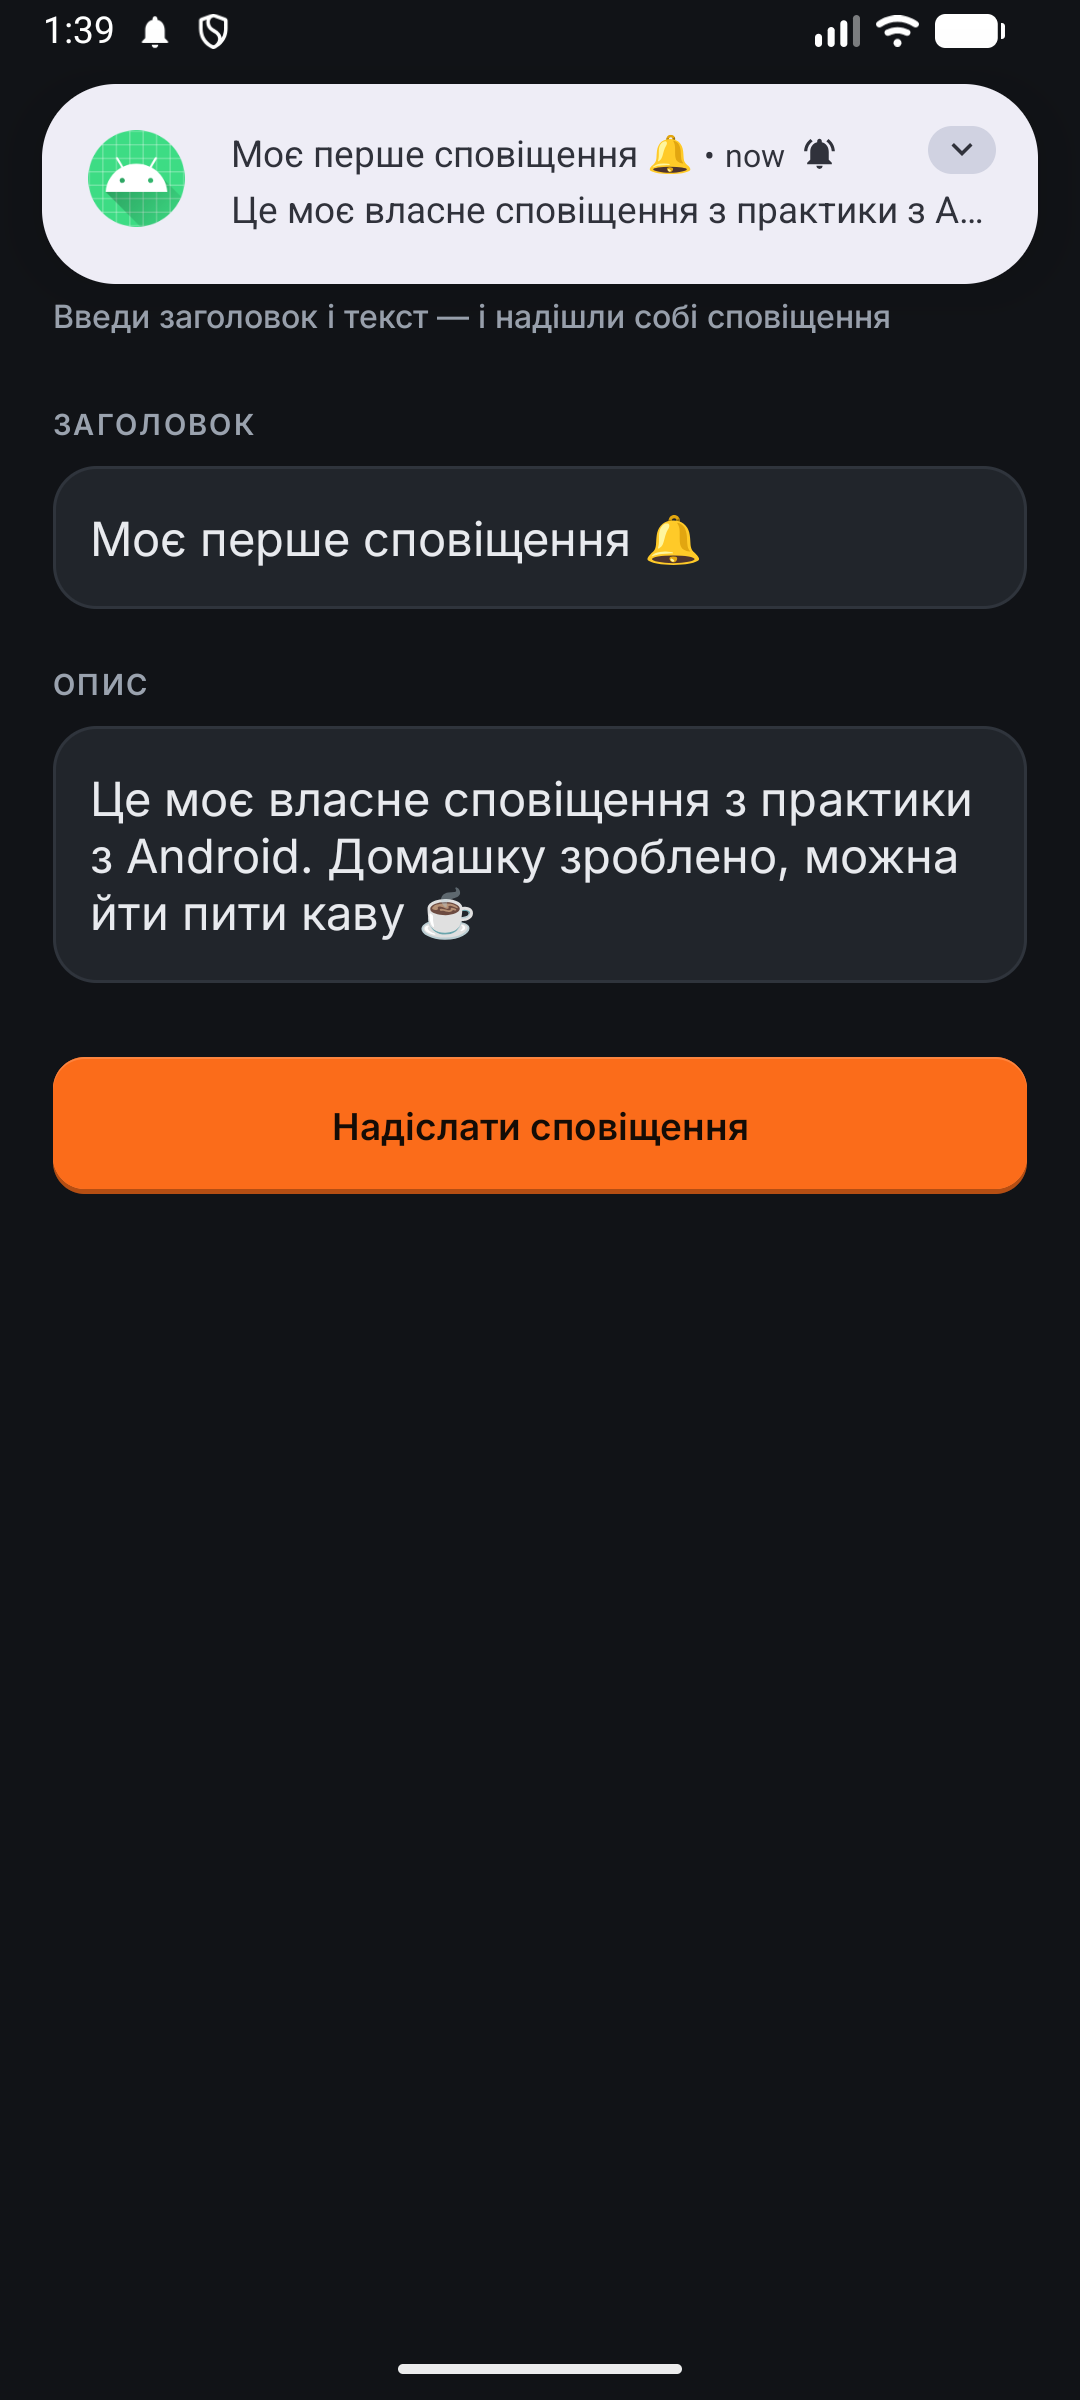 1:39
Моє перше сповіщення 🔔 • now
Це моє власне сповіщення з практики з A...
Введи заголовок і текст — і надішли собі сповіщення
ЗАГОЛОВОК
Моє перше сповіщення 🔔
ОПИС
Це моє власне сповіщення з практики
з Android. Домашку зроблено, можна
йти пити каву ☕
Надіслати сповіщення